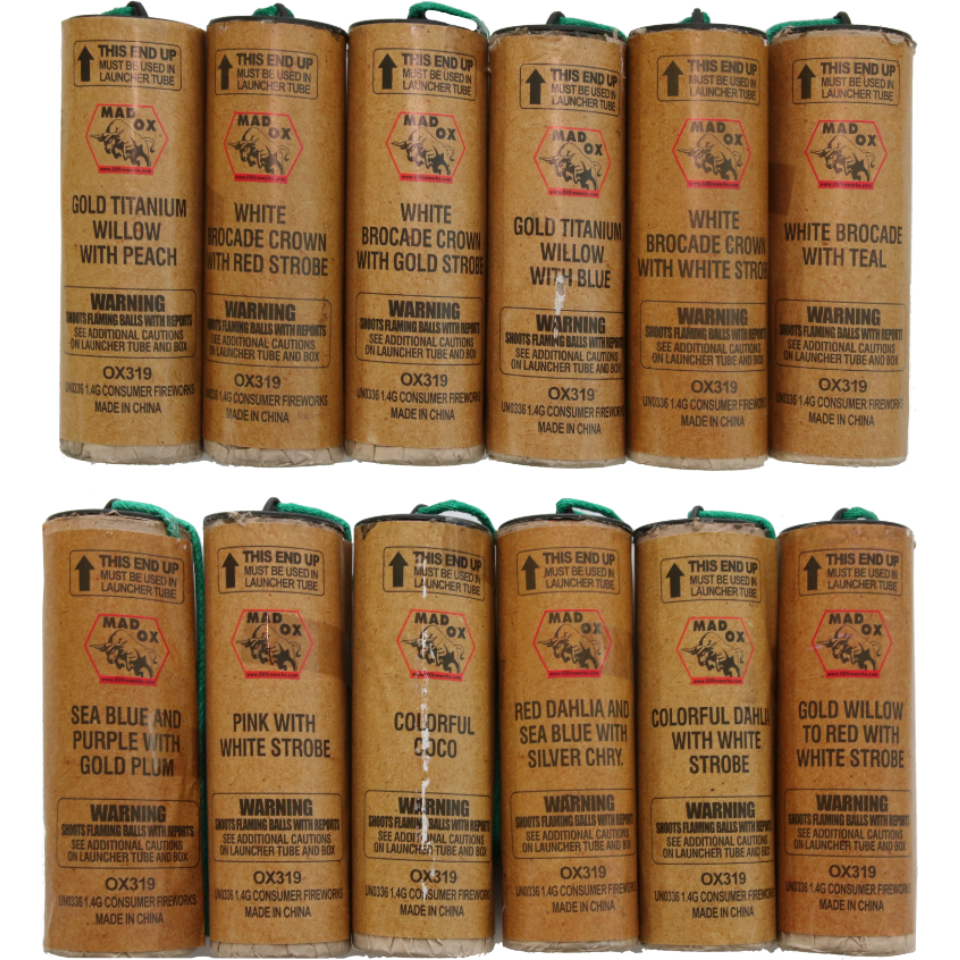 THIS END UP
MUST BE USED IN
LAUNCHER TUBE
MAD
OX
GOLD TITANIUM
WILLOW
WITH PEACH
WARNING
SHOOTS FLAMING BALLS WITH REPORTS
SEE ADDITIONAL CAUTIONS
ON LAUNCHER TUBE AND BOX
OX319
UN0336 1.4G CONSUMER FIREWORKS
MADE IN CHINA
THIS END UP
MUST BE USED IN
LAUNCHER TUBE
MAD
OX
WHITE
BROCADE CROWN
WITH RED STROBE
WARNING
SHOOTS FLAMING BALLS WITH REPORTS
SEE ADDITIONAL CAUTIONS
ON LAUNCHER TUBE AND BOX
OX319
UN0336 1.4G CONSUMER FIREWORKS
MADE IN CHINA
THIS END UP
MUST BE USED IN
LAUNCHER TUBE
MAD
OX
WHITE
BROCADE CROWN
WITH GOLD STROBE
WARNING
SHOOTS FLAMING BALLS WITH REPORTS
SEE ADDITIONAL CAUTIONS
ON LAUNCHER TUBE AND BOX
OX319
UN0336 1.4G CONSUMER FIREWORKS
MADE IN CHINA
THIS END UP
MUST BE USED IN
LAUNCHER TUBE
MAD
OX
GOLD TITANIUM
WILLOW
WITH BLUE
WARNING
SHOOTS FLAMING BALLS WITH REPORTS
SEE ADDITIONAL CAUTIONS
ON LAUNCHER TUBE AND BOX
OX319
UN0336 1.4G CONSUMER FIREWORKS
MADE IN CHINA
THIS END UP
MUST BE USED IN
LAUNCHER TUBE
MAD
OX
WHITE
BROCADE CROWN
WITH WHITE STROB
WARNING
SHOOTS FLAMING BALLS WITH REPORTS
SEE ADDITIONAL CAUTIONS
ON LAUNCHER TUBE AND BOX
OX319
UN0336 1.4G CONSUMER FIREWORKS
MADE IN CHINA
THIS END UP
MUST BE USED IN
LAUNCHER TUBE
MAD
OX
WHITE BROCADE
WITH TEAL
WARNING
SHOOTS FLAMING BALLS WITH REPORTS
SEE ADDITIONAL CAUTIONS
ON LAUNCHER TUBE AND BOX
OX319
UN0336 1.4G CONSUMER FIREWORKS
MADE IN CHINA
THIS END UP
MUST BE USED IN
LAUNCHER TUBE
MAD
OX
SEA BLUE AND
PURPLE WITH
GOLD PLUM
WARNING
SHOOTS FLAMING BALLS WITH REPORTS
SEE ADDITIONAL CAUTIONS
ON LAUNCHER TUBE AND BOX
OX319
UN0336 1.4G CONSUMER FIREWORKS
MADE IN CHINA
THIS END UP
MUST BE USED IN
LAUNCHER TUBE
MAD
OX
PINK WITH
WHITE STROBE
WARNING
SHOOTS FLAMING BALLS WITH REPORTS
SEE ADDITIONAL CAUTIONS
ON LAUNCHER TUBE AND BOX
OX319
UN0336 1.4G CONSUMER FIREWORKS
MADE IN CHINA
THIS END UP
MUST BE USED IN
LAUNCHER TUBE
MAD
OX
COLORFUL
COCO
WARNING
SHOOTS FLAMING BALLS WITH REPORTS
SEE ADDITIONAL CAUTIONS
ON LAUNCHER TUBE AND BOX
OX319
UN0336 1.4G CONSUMER FIREWORKS
MADE IN CHINA
THIS END UP
MUST BE USED IN
LAUNCHER TUBE
MAD
OX
RED DAHLIA AND
SEA BLUE WITH
SILVER CHRY.
WARNING
SHOOTS FLAMING BALLS WITH REPORTS
SEE ADDITIONAL CAUTIONS
ON LAUNCHER TUBE AND BOX
OX319
UN0336 1.4G CONSUMER FIREWORKS
MADE IN CHINA
THIS END UP
MUST BE USED IN
LAUNCHER TUBE
MAD
OX
COLORFUL DAHLIA
WITH WHITE
STROBE
WARNING
SHOOTS FLAMING BALLS WITH REPORTS
SEE ADDITIONAL CAUTIONS
ON LAUNCHER TUBE AND BOX
OX319
UN0336 1.4G CONSUMER FIREWORKS
MADE IN CHINA
THIS END UP
MUST BE USED IN
LAUNCHER TUBE
MAD
OX
GOLD WILLOW
TO RED WITH
WHITE STROBE
WARNING
SHOOTS FLAMING BALLS WITH REPORTS
SEE ADDITIONAL CAUTIONS
ON LAUNCHER TUBE AND BOX
OX319
UN0336 1.4G CONSUMER FIREWORKS
MADE IN CHINA